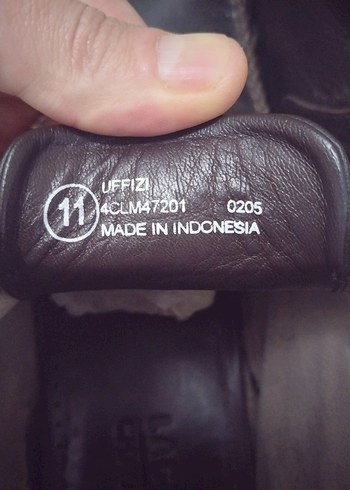 UFFIZI
11 4CLM47201 0205
MADE IN INDONESIA